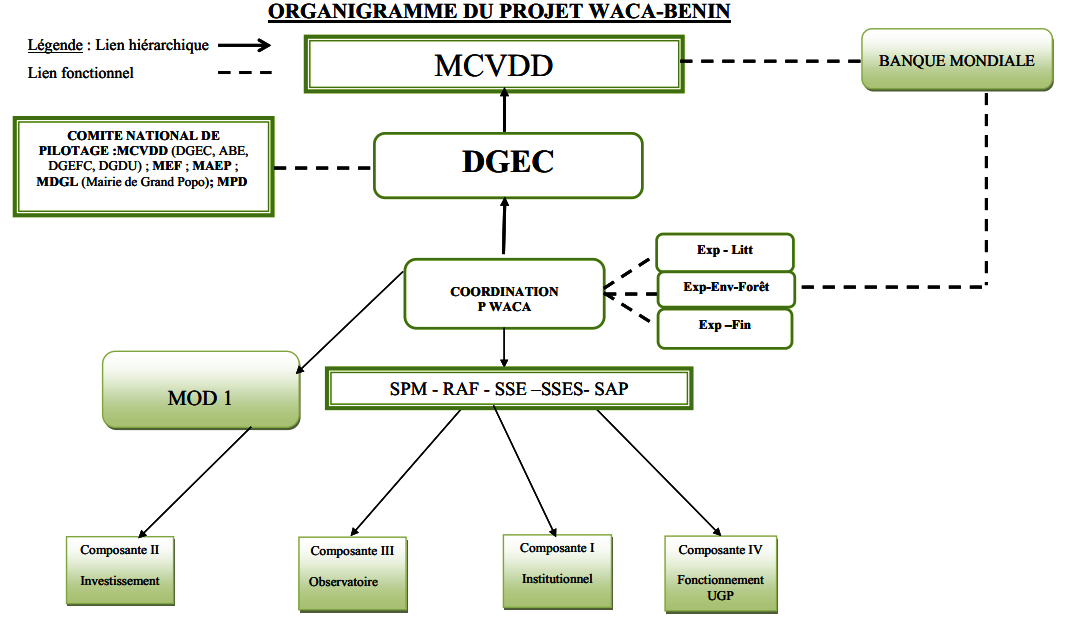 ORGANIGRAMME DU PROJET WACA-BENIN
Légende : Lien hiérarchique
Lien fonctionnel
MCVDD
BANQUE MONDIALE
COMITE NATIONAL DE
PILOTAGE :MCVDD (DGEC, ABE,
DGEFC, DGDU) ; MEF ; MAEP ;
MDGL (Mairie de Grand Popo); MPD
DGEC
COORDINATION
P WACA
Exp - Litt
Exp-Env-Forêt
Exp –Fin
MOD 1
SPM - RAF - SSE –SSES- SAP
Composante II
Investissement
Composante III
Observatoire
Composante I
Institutionnel
Composante IV
Fonctionnement
UGP